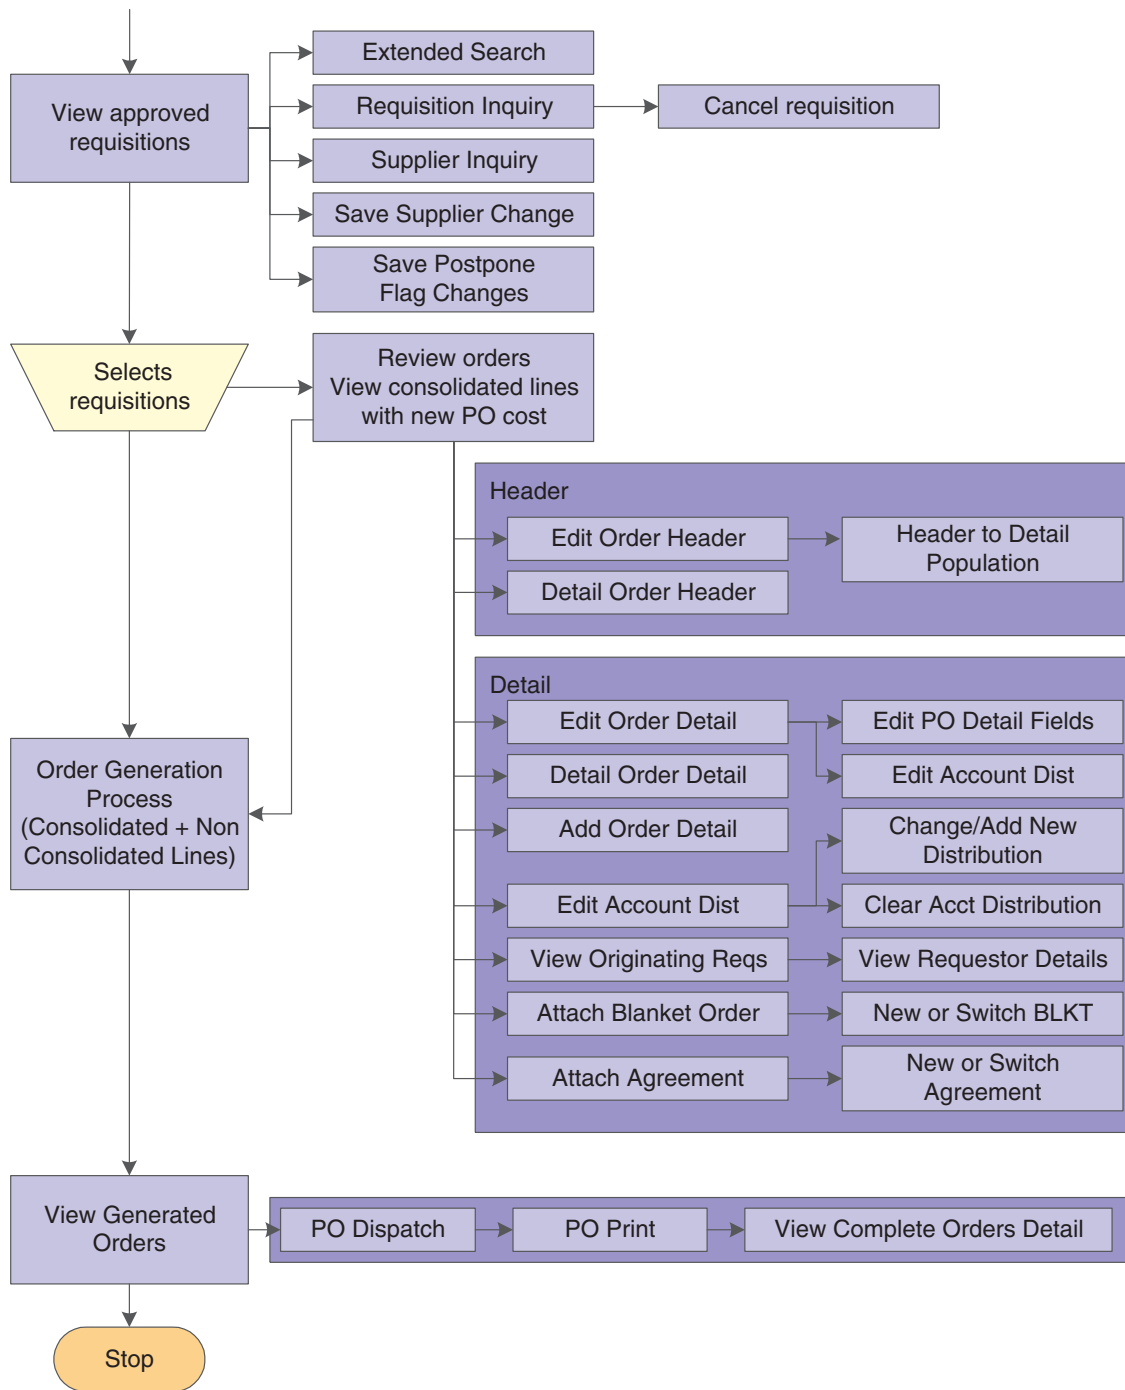 View approved
requisitions
Extended Search
Requisition Inquiry
Cancel requisition
Supplier Inquiry
Save Supplier Change
Save Postpone
Flag Changes
Selects
requisitions
Review orders
View consolidated lines
with new PO cost
Header
Edit Order Header
Header to Detail
Population
Detail Order Header
Detail
Edit Order Detail
Edit PO Detail Fields
Detail Order Detail
Edit Account Dist
Add Order Detail
Change/Add New
Distribution
Edit Account Dist
Clear Acct Distribution
View Originating Reqs
View Requestor Details
Attach Blanket Order
New or Switch BLKT
Attach Agreement
New or Switch
Agreement
Order Generation
Process
(Consolidated + Non
Consolidated Lines)
View Generated
Orders
PO Dispatch
PO Print
View Complete Orders Detail
Stop